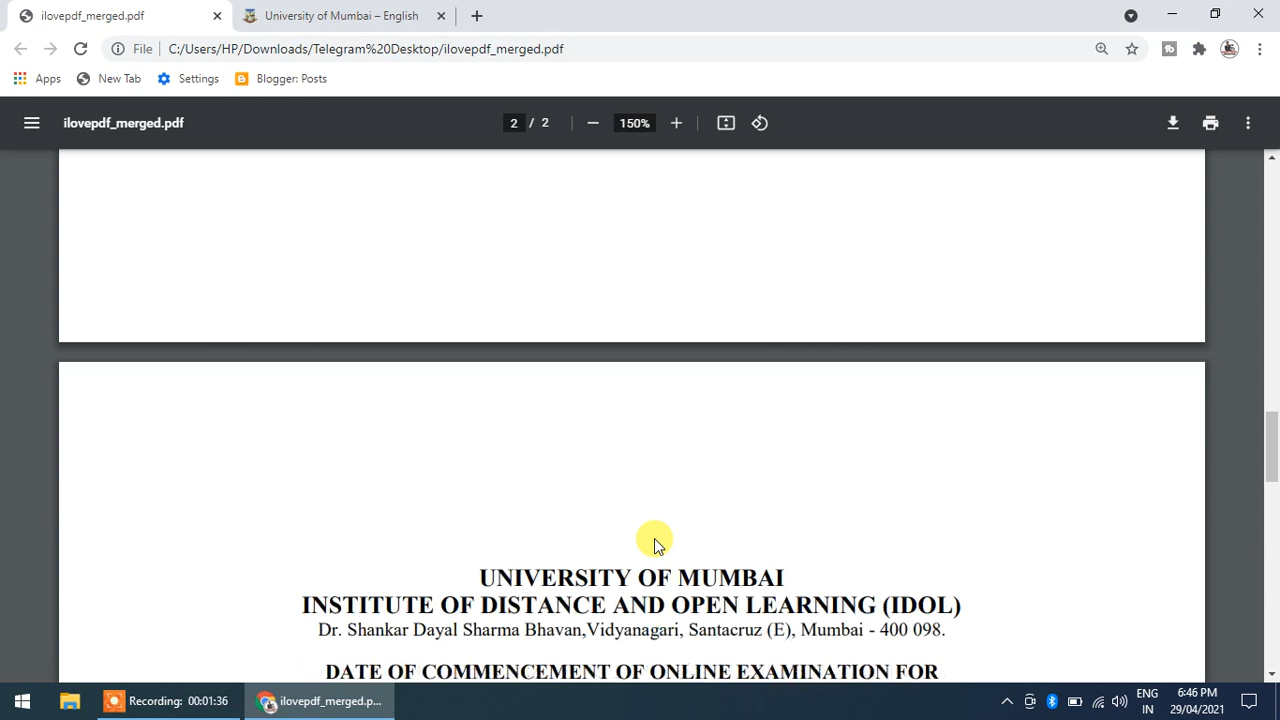 ilovepdf_merged.pdf
University of Mumbai – English
File
C:/Users/HP/Downloads/Telegram%20Desktop/ilovepdf_merged.pdf
Apps
New Tab
Settings
Blogger: Posts
ilovepdf_merged.pdf
2 / 2
150%
UNIVERSITY OF MUMBAI
INSTITUTE OF DISTANCE AND OPEN LEARNING (IDOL)
Dr. Shankar Dayal Sharma Bhavan,Vidyanagari, Santacruz (E), Mumbai - 400 098.
DATE OF COMMENCEMENT OF ONLINE EXAMINATION FOR
Recording: 00:01:36
ilovepdf_merged.p...
ENG
IN
6:46 PM
29/04/2021